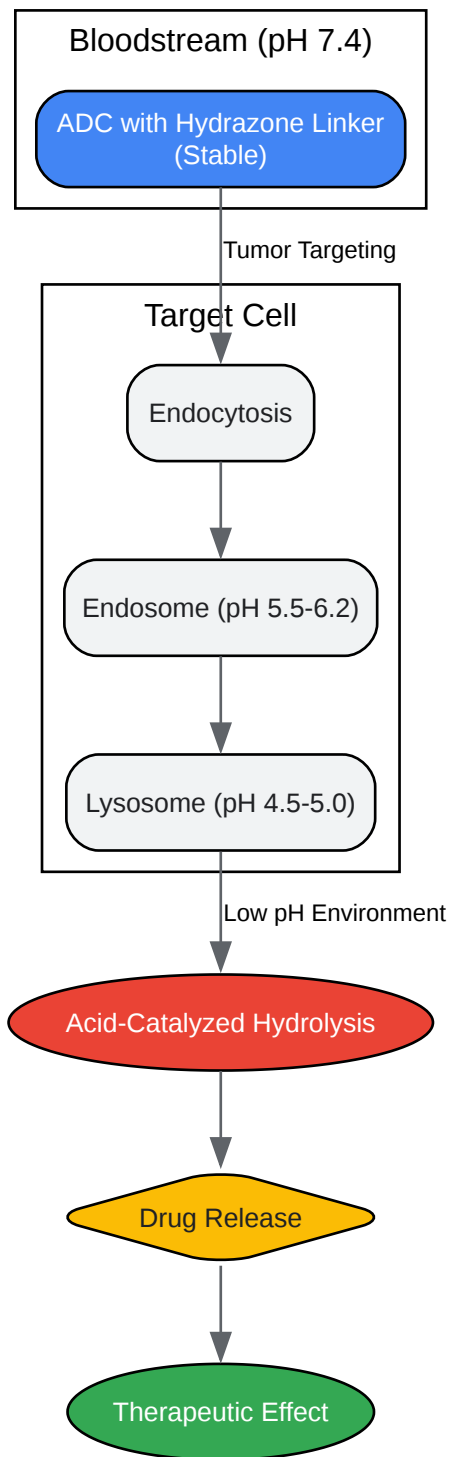 Bloodstream (pH 7.4)
ADC with Hydrazone Linker
(Stable)
Tumor Targeting
Target Cell
Endocytosis
Endosome (pH 5.5-6.2)
Lysosome (pH 4.5-5.0)
Low pH Environment
Acid-Catalyzed Hydrolysis
Drug Release
Therapeutic Effect